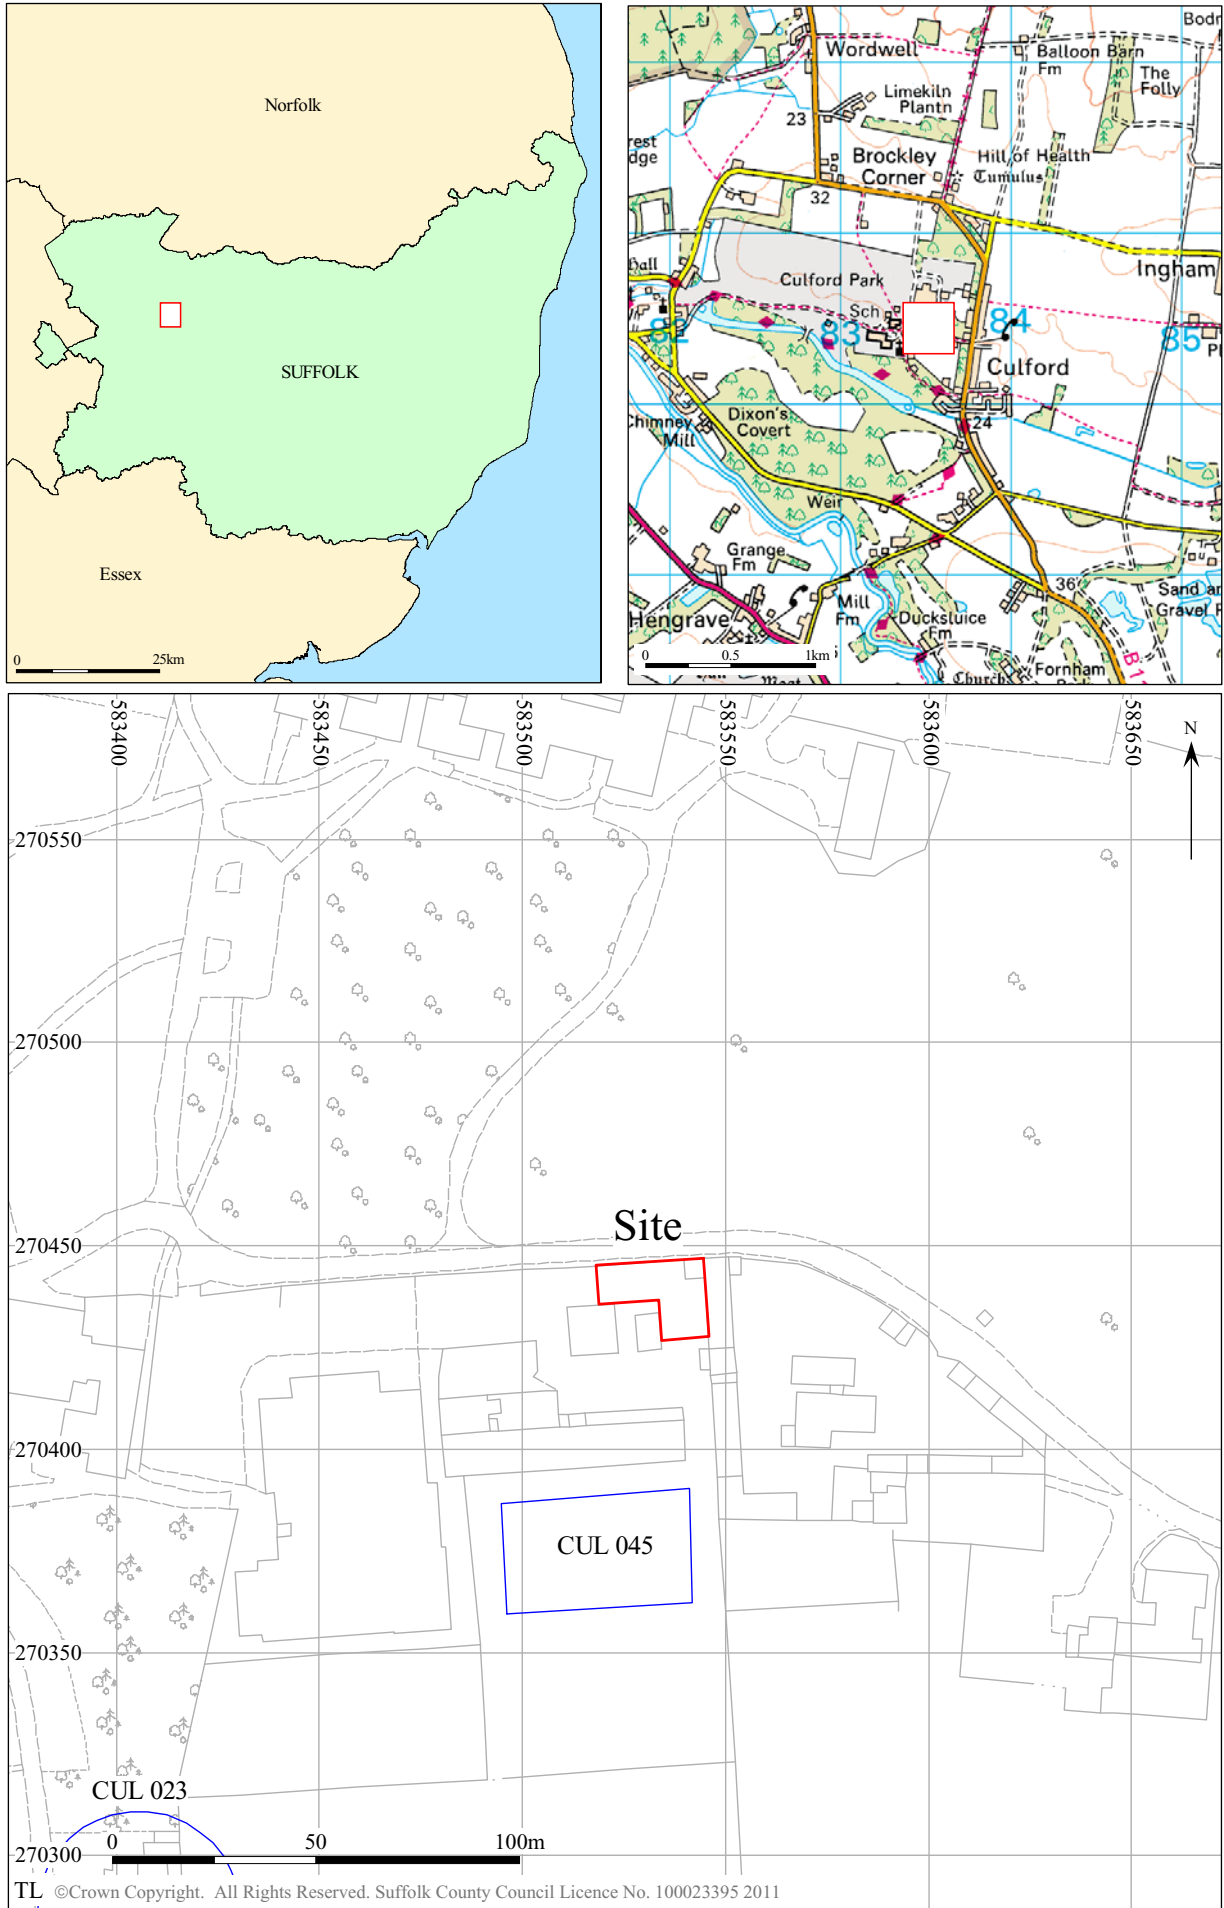 Norfolk
SUFFOLK
Essex
0 25km
Wordwell
Balloon Barn
Fm
The
Folly
Limekiln
Plantn
23
Brockley
Corner
Hill of Health
Tumulus
32
Ingham
Hall
Culford Park
Sch
82
83
84
85
Culford
Dixon's
Covert
24
Chimney
Mill
Weir
Grange
Fm
36
Mill
Fm
Sand
Gravel
Hengrave
Ducksluice
Fm
Church
Fornham
B1
0 0.5 1km
583400
583450
583500
583550
583600
583650
N
270550
270500
Site
270450
270400
CUL 045
270350
CUL 023
0 50 100m
270300
TL ©Crown Copyright. All Rights Reserved. Suffolk County Council Licence No. 100023395 2011